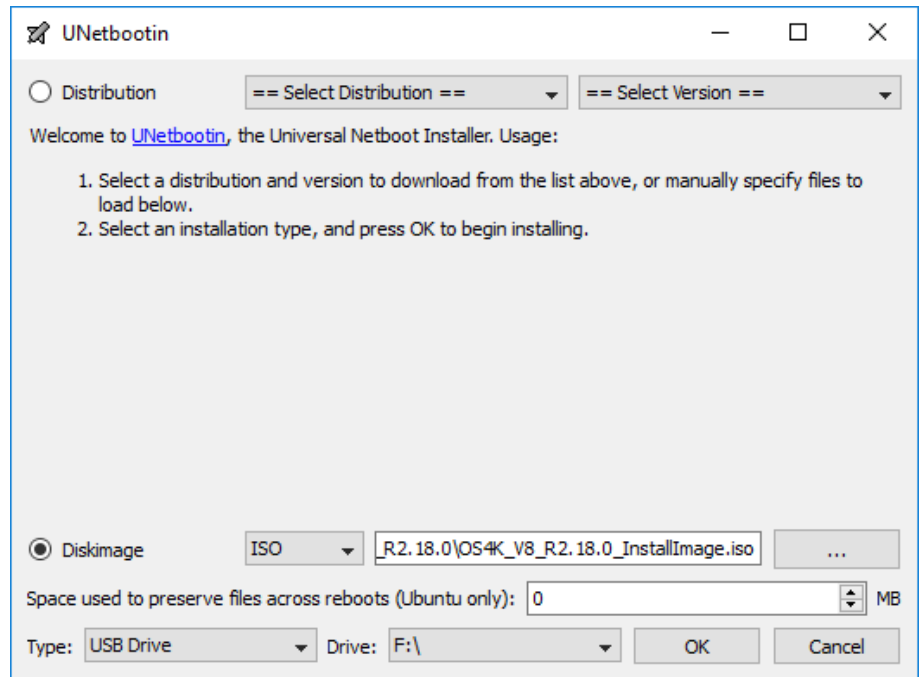 UNetbootin
Distribution == Select Distribution == == Select Version ==
Welcome to UNetbootin, the Universal Netboot Installer. Usage:
1. Select a distribution and version to download from the list above, or manually specify files to
load below.
2. Select an installation type, and press OK to begin installing.
Diskimage ISO _R2.18.0\OS4K_V8_R2.18.0_InstallImage.iso ...
Space used to preserve files across reboots (Ubuntu only): 0 MB
Type: USB Drive Drive: F:\ OK Cancel